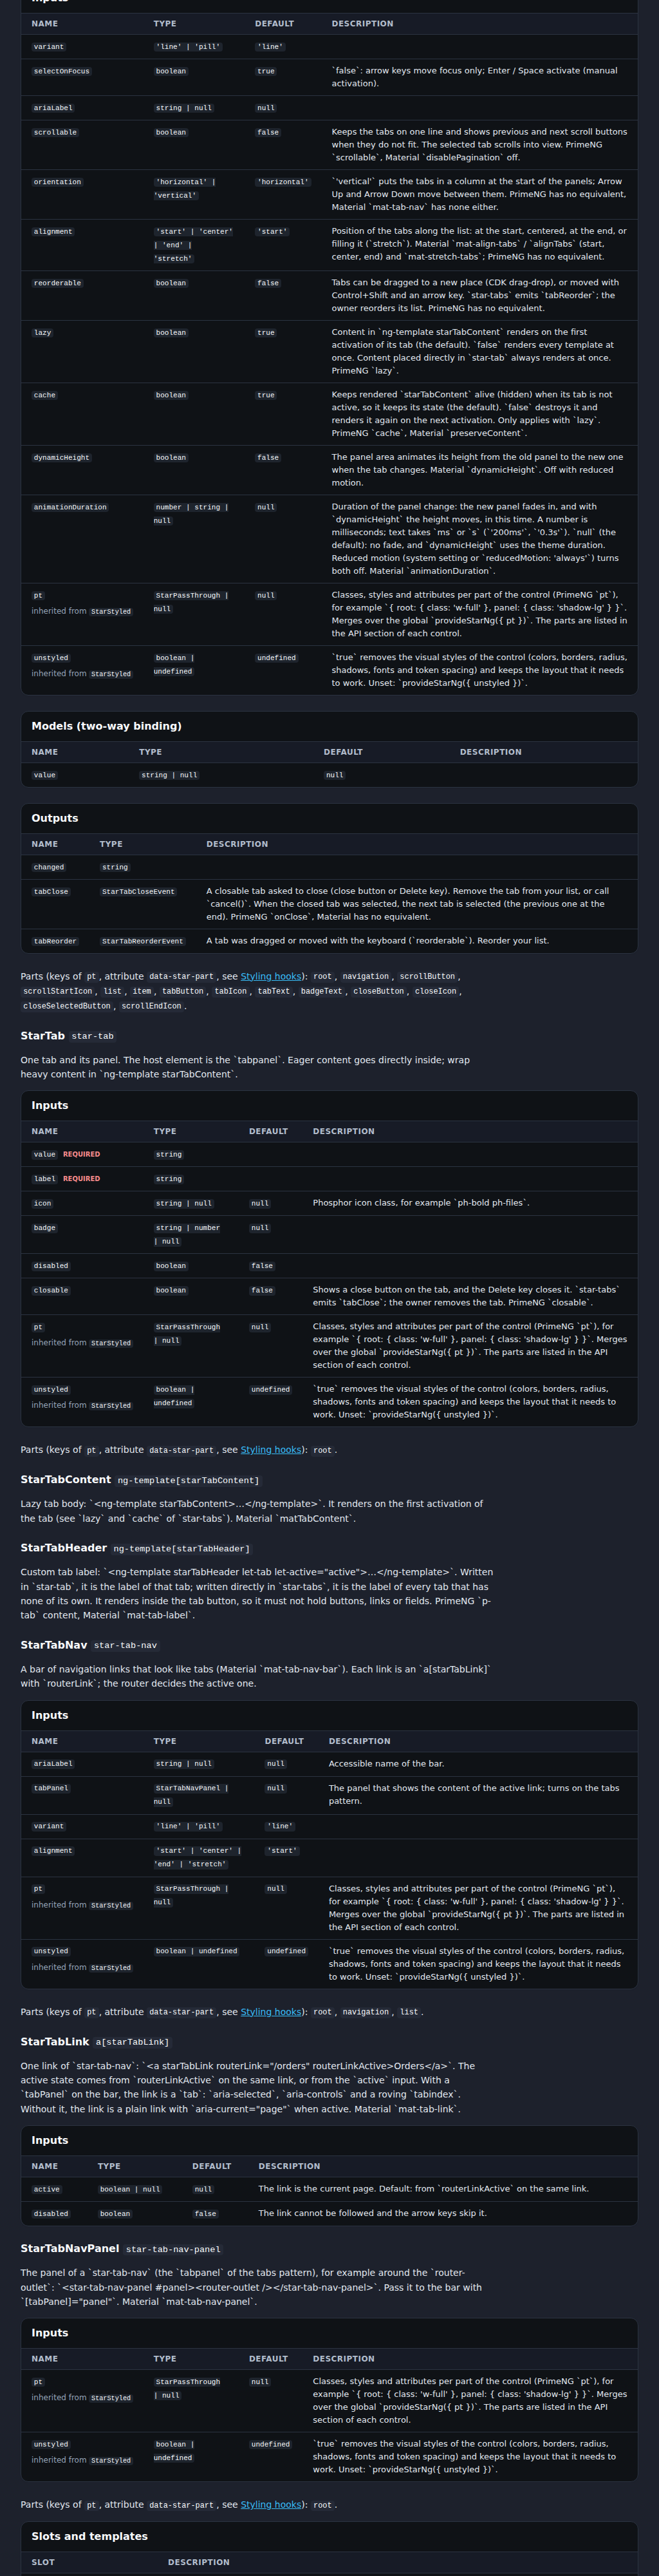 NAME TYPE DEFAULT DESCRIPTION
variant 'line' | 'pill' 'line'
selectOnFocus boolean true `false`: arrow keys move focus only; Enter / Space activate (manual
activation).
ariaLabel string | null null
scrollable boolean false Keeps the tabs on one line and shows previous and next scroll buttons
when they do not fit. The selected tab scrolls into view. PrimeNG
`scrollable`, Material `disablePagination` off.
orientation 'horizontal' | 'horizontal' `'vertical'` puts the tabs in a column at the start of the panels; Arrow
'vertical' Up and Arrow Down move between them. PrimeNG has no equivalent,
Material `mat-tab-nav` has none either.
alignment 'start' | 'center' 'start' Position of the tabs along the list: at the start, centered, at the end, or
| 'end' | filling it (`stretch`). Material `mat-align-tabs` / `alignTabs` (start,
'stretch' center, end) and `mat-stretch-tabs`; PrimeNG has no equivalent.
reorderable boolean false Tabs can be dragged to a new place (CDK drag-drop), or moved with
Control+Shift and an arrow key. `star-tabs` emits `tabReorder`; the
owner reorders its list. PrimeNG has no equivalent.
lazy boolean true Content in `ng-template starTabContent` renders on the first
activation of its tab (the default). `false` renders every template at
once. Content placed directly in `star-tab` always renders at once.
PrimeNG `lazy`.
cache boolean true Keeps rendered `starTabContent` alive (hidden) when its tab is not
active, so it keeps its state (the default). `false` destroys it and
renders it again on the next activation. Only applies with `lazy`.
PrimeNG `cache`, Material `preserveContent`.
dynamicHeight boolean false The panel area animates its height from the old panel to the new one
when the tab changes. Material `dynamicHeight`. Off with reduced
motion.
animationDuration number | string | null Duration of the panel change: the new panel fades in, and with
null `dynamicHeight` the height moves, in this time. A number is
milliseconds; text takes `ms` or `s` (`'200ms'`, `'0.3s'`). `null` (the
default): no fade, and `dynamicHeight` uses the theme duration.
Reduced motion (system setting or `reducedMotion: 'always'`) turns
both off. Material `animationDuration`.
pt StarPassThrough | null Classes, styles and attributes per part of the control (PrimeNG `pt`),
inherited from StarStyled null for example `{ root: { class: 'w-full' }, panel: { class: 'shadow-lg' } }`.
Merges over the global `provideStarNg({ pt })`. The parts are listed in
the API section of each control.
unstyled boolean | undefined `true` removes the visual styles of the control (colors, borders, radius,
inherited from StarStyled undefined shadows, fonts and token spacing) and keeps the layout that it needs
to work. Unset: `provideStarNg({ unstyled })`.
Models (two-way binding)
NAME TYPE DEFAULT DESCRIPTION
value string | null null
Outputs
NAME TYPE DESCRIPTION
changed string
tabClose StarTabCloseEvent A closable tab asked to close (close button or Delete key). Remove the tab from your list, or call
`cancel()`. When the closed tab was selected, the next tab is selected (the previous one at the
end). PrimeNG `onClose`, Material has no equivalent.
tabReorder StarTabReorderEvent A tab was dragged or moved with the keyboard (`reorderable`). Reorder your list.
Parts (keys of pt , attribute data-star-part , see Styling hooks): root , navigation , scrollButton ,
scrollStartIcon , list , item , tabButton , tabIcon , tabText , badgeText , closeButton , closeIcon ,
closeSelectedButton , scrollEndIcon .
StarTab star-tab
One tab and its panel. The host element is the `tabpanel`. Eager content goes directly inside; wrap
heavy content in `ng-template starTabContent`.
Inputs
NAME TYPE DEFAULT DESCRIPTION
value REQUIRED string
label REQUIRED string
icon string | null null Phosphor icon class, for example `ph-bold ph-files`.
badge string | number null
| null
disabled boolean false
closable boolean false Shows a close button on the tab, and the Delete key closes it. `star-tabs`
emits `tabClose`; the owner removes the tab. PrimeNG `closable`.
pt StarPassThrough null Classes, styles and attributes per part of the control (PrimeNG `pt`), for
inherited from StarStyled | null example `{ root: { class: 'w-full' }, panel: { class: 'shadow-lg' } }`. Merges
over the global `provideStarNg({ pt })`. The parts are listed in the API
section of each control.
unstyled boolean | undefined `true` removes the visual styles of the control (colors, borders, radius,
inherited from StarStyled undefined shadows, fonts and token spacing) and keeps the layout that it needs to
work. Unset: `provideStarNg({ unstyled })`.
Parts (keys of pt , attribute data-star-part , see Styling hooks): root .
StarTabContent ng-template[starTabContent]
Lazy tab body: `<ng-template starTabContent>…</ng-template>`. It renders on the first activation of
the tab (see `lazy` and `cache` of `star-tabs`). Material `matTabContent`.
StarTabHeader ng-template[starTabHeader]
Custom tab label: `<ng-template starTabHeader let-tab let-active="active">…</ng-template>`. Written
in `star-tab`, it is the label of that tab; written directly in `star-tabs`, it is the label of every tab that has
none of its own. It renders inside the tab button, so it must not hold buttons, links or fields. PrimeNG `p-
tab` content, Material `mat-tab-label`.
StarTabNav star-tab-nav
A bar of navigation links that look like tabs (Material `mat-tab-nav-bar`). Each link is an `a[starTabLink]`
with `routerLink`; the router decides the active one.
Inputs
NAME TYPE DEFAULT DESCRIPTION
ariaLabel string | null null Accessible name of the bar.
tabPanel StarTabNavPanel | null The panel that shows the content of the active link; turns on the tabs
null pattern.
variant 'line' | 'pill' 'line'
alignment 'start' | 'center' | 'start'
'end' | 'stretch'
pt StarPassThrough | null Classes, styles and attributes per part of the control (PrimeNG `pt`),
inherited from StarStyled null for example `{ root: { class: 'w-full' }, panel: { class: 'shadow-lg' } }`.
Merges over the global `provideStarNg({ pt })`. The parts are listed in
the API section of each control.
unstyled boolean | undefined undefined `true` removes the visual styles of the control (colors, borders, radius,
inherited from StarStyled shadows, fonts and token spacing) and keeps the layout that it needs
to work. Unset: `provideStarNg({ unstyled })`.
Parts (keys of pt , attribute data-star-part , see Styling hooks): root , navigation , list .
StarTabLink a[starTabLink]
One link of `star-tab-nav`: `<a starTabLink routerLink="/orders" routerLinkActive>Orders</a>`. The
active state comes from `routerLinkActive` on the same link, or from the `active` input. With a
`tabPanel` on the bar, the link is a `tab`: `aria-selected`, `aria-controls` and a roving `tabindex`.
Without it, the link is a plain link with `aria-current="page"` when active. Material `mat-tab-link`.
Inputs
NAME TYPE DEFAULT DESCRIPTION
active boolean | null null The link is the current page. Default: from `routerLinkActive` on the same link.
disabled boolean false The link cannot be followed and the arrow keys skip it.
StarTabNavPanel star-tab-nav-panel
The panel of a `star-tab-nav` (the `tabpanel` of the tabs pattern), for example around the `router-
outlet`: `<star-tab-nav-panel #panel><router-outlet /></star-tab-nav-panel>`. Pass it to the bar with
`[tabPanel]="panel"`. Material `mat-tab-nav-panel`.
Inputs
NAME TYPE DEFAULT DESCRIPTION
pt StarPassThrough null Classes, styles and attributes per part of the control (PrimeNG `pt`), for
inherited from StarStyled | null example `{ root: { class: 'w-full' }, panel: { class: 'shadow-lg' } }`. Merges
over the global `provideStarNg({ pt })`. The parts are listed in the API
section of each control.
unstyled boolean | undefined `true` removes the visual styles of the control (colors, borders, radius,
inherited from StarStyled undefined shadows, fonts and token spacing) and keeps the layout that it needs to
work. Unset: `provideStarNg({ unstyled })`.
Parts (keys of pt , attribute data-star-part , see Styling hooks): root .
Slots and templates
SLOT DESCRIPTION